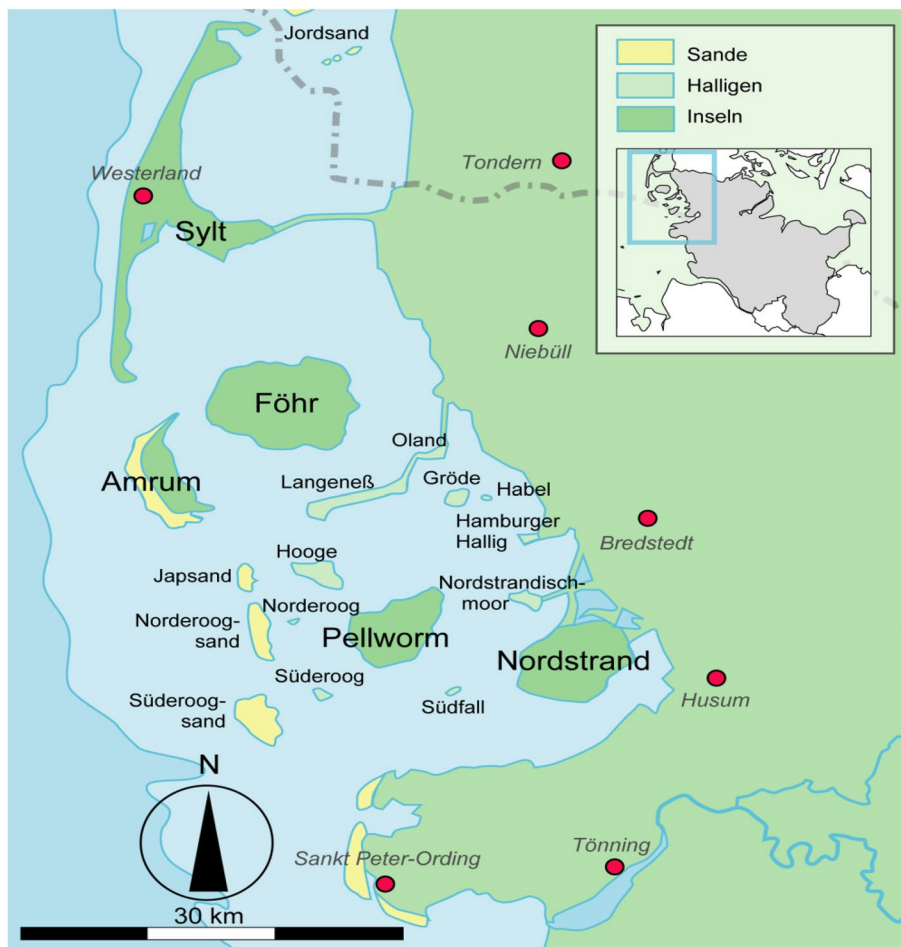 Jordsand
Sande
Halligen
Inseln
Tondern
Westerland
Sylt
Niebüll
Föhr
Oland
Amrum
Langeneß
Gröde
Habel
Hamburger
Hallig
Bredstedt
Hooge
Japsand
Nordstrandisch-
moor
Norderoog
Norderoog-
sand
Pellworm
Nordstrand
Süderoog
Husum
Süderoog-
sand
Südfall
N
Tönning
Sankt Peter-Ording
30 km